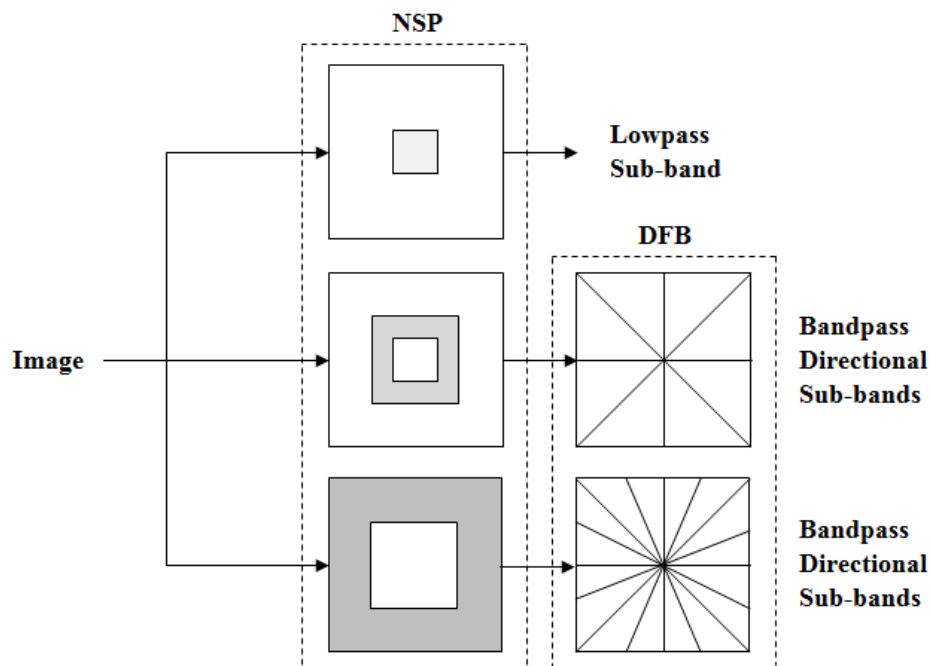 NSP
Lowpass
Sub-band
DFB
Image
Bandpass
Directional
Sub-bands
Bandpass
Directional
Sub-bands